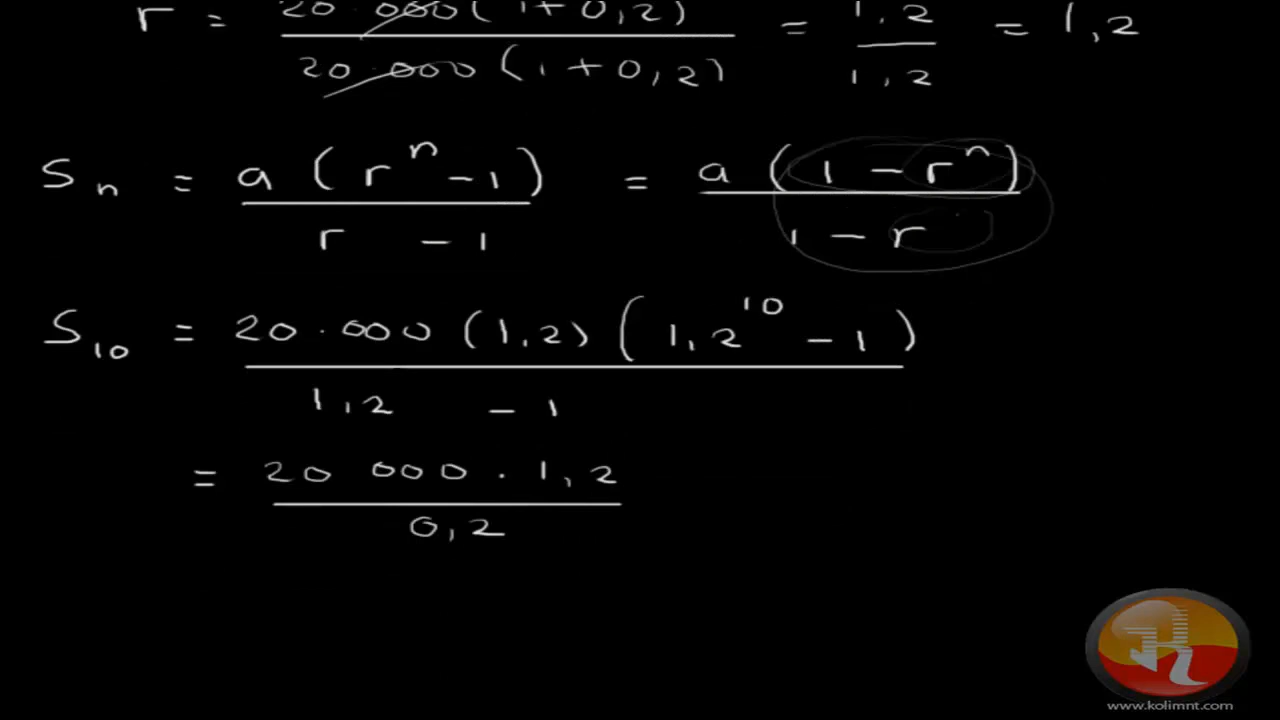 r = 20.000(1+0,2) / 20.000(1+0,2) = 1,2 / 1,2 = 1,2
S_n = a(r^n - 1) / r - 1 = a(1 - r^n) / 1 - r
S_10 = 20.000(1,2)(1,2^10 - 1) / 1,2 - 1
= 20 000 . 1,2 / 0,2
www.kolimnt.com